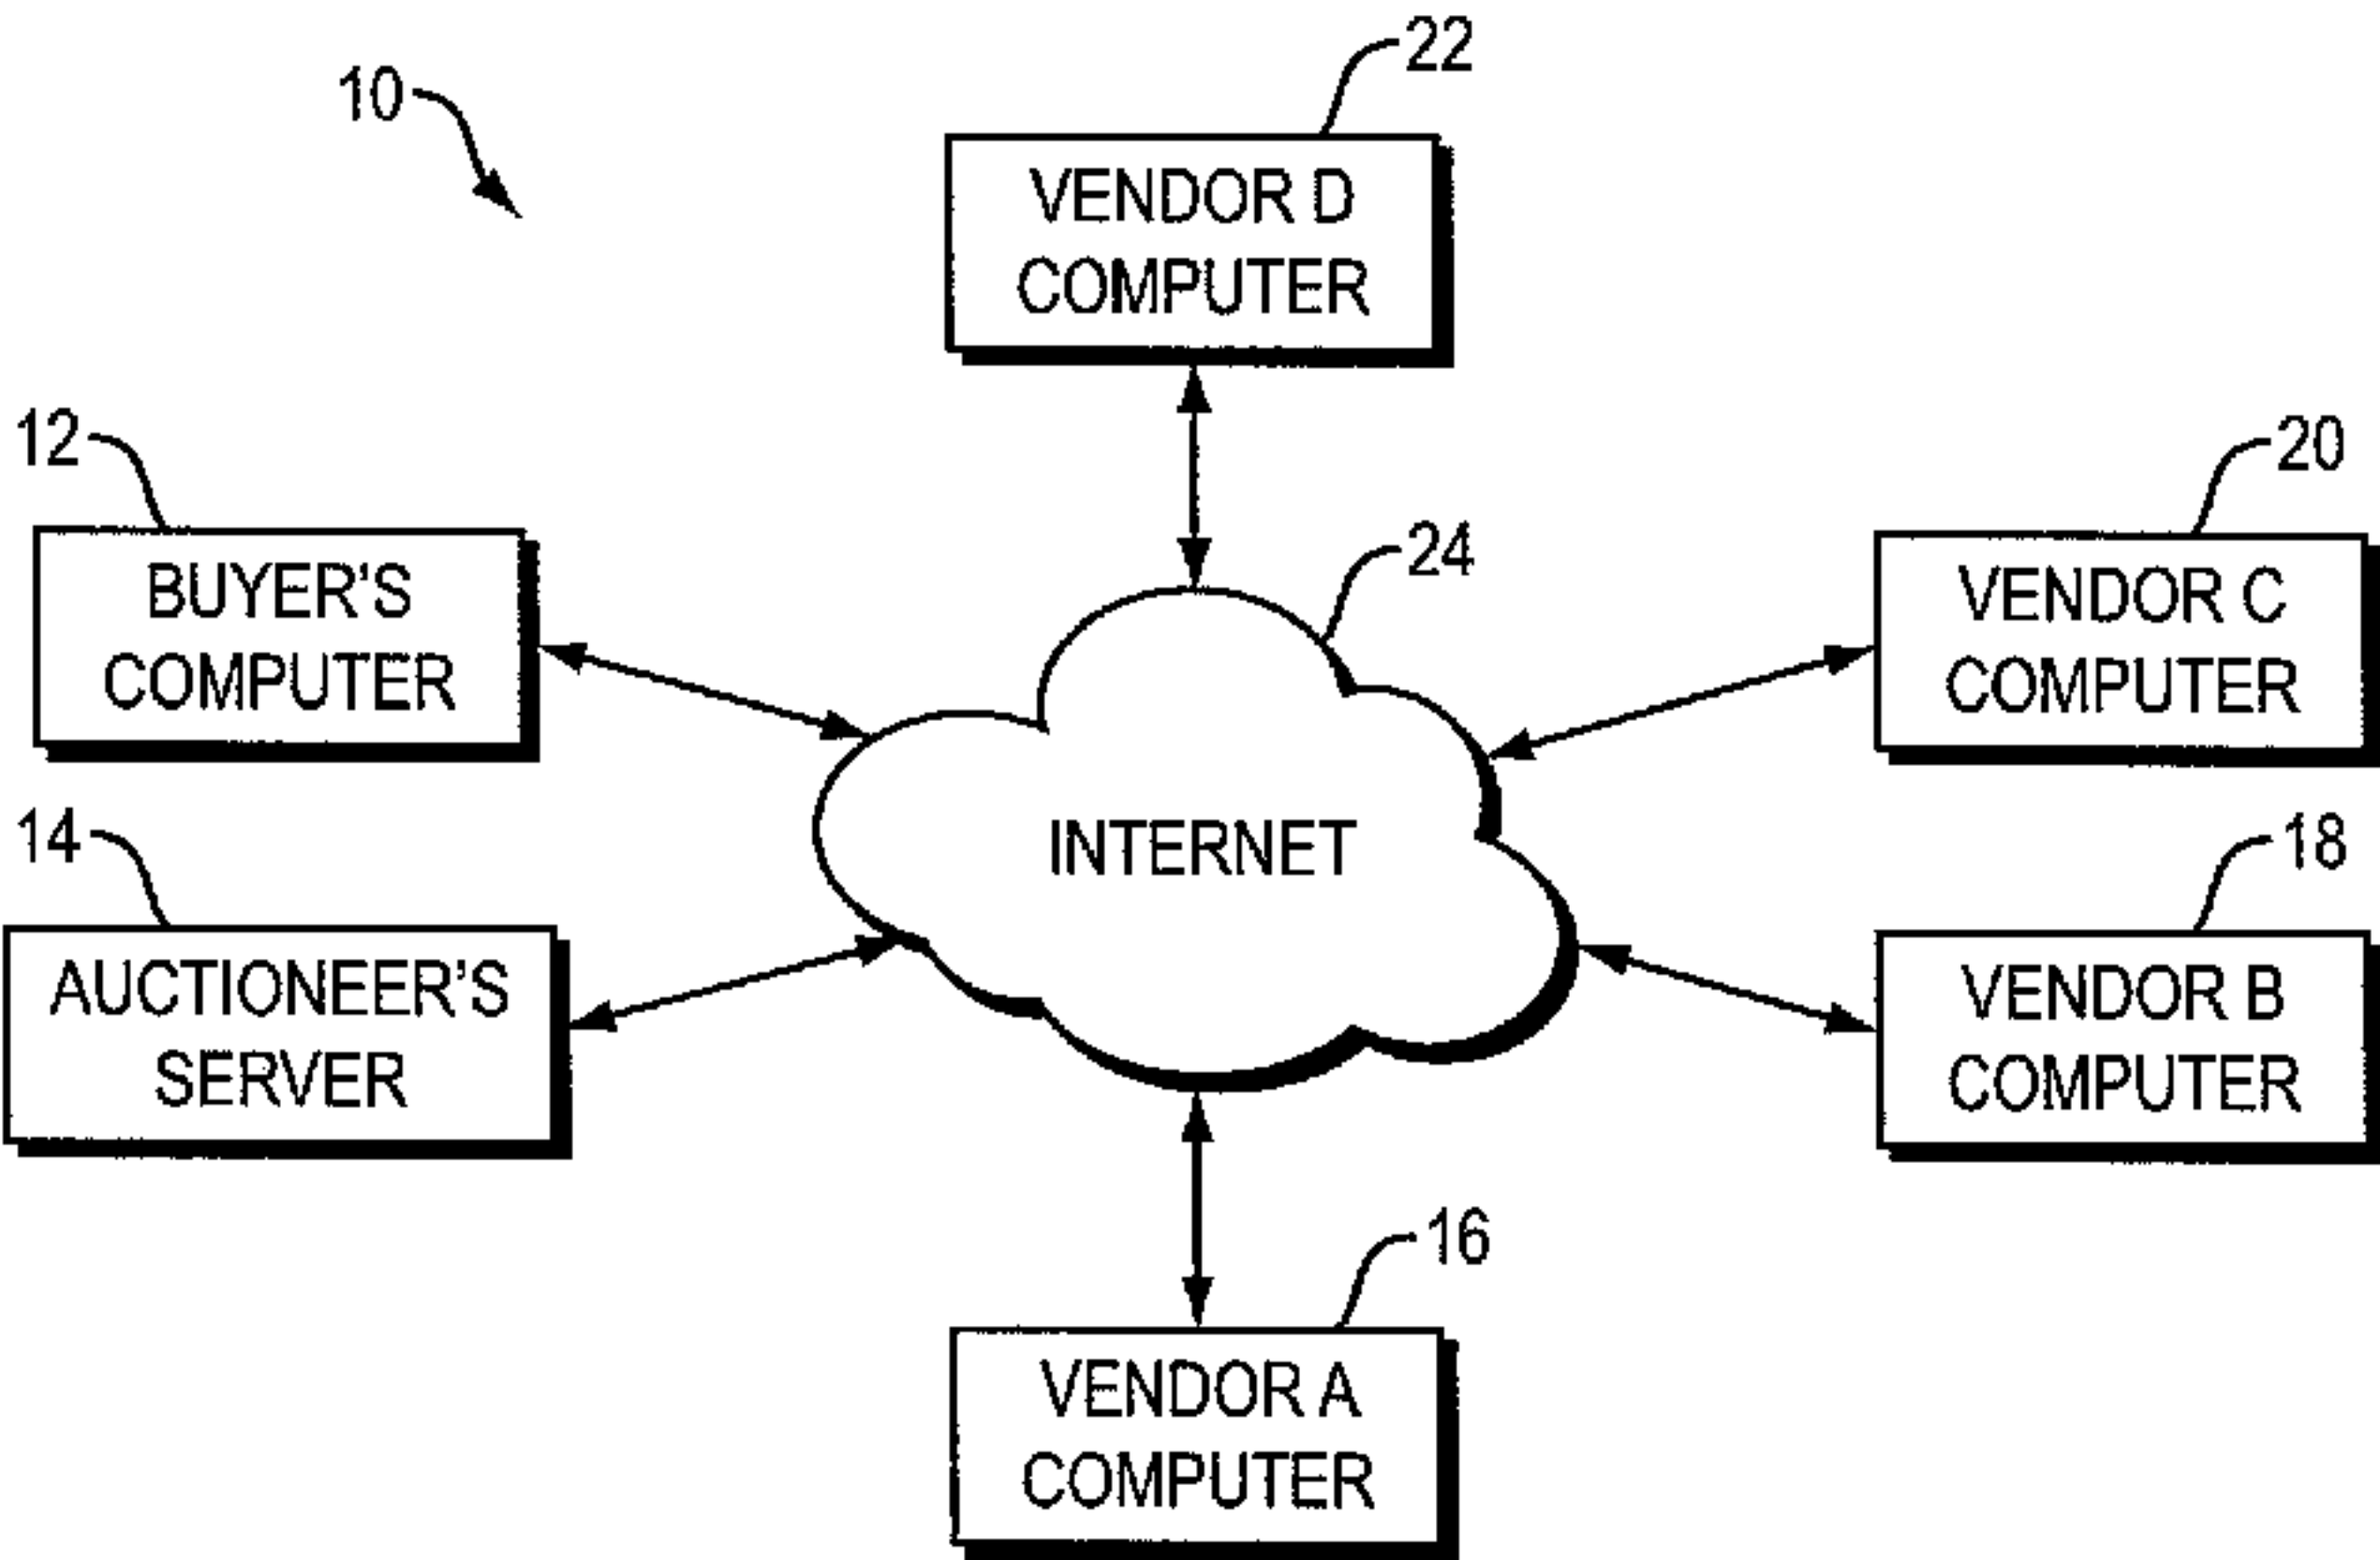 22
10
VENDOR D
COMPUTER
12
20
24
BUYER'S
COMPUTER
VENDOR C
COMPUTER
14
18
INTERNET
AUCTIONEER'S
SERVER
VENDOR B
COMPUTER
16
VENDOR A
COMPUTER